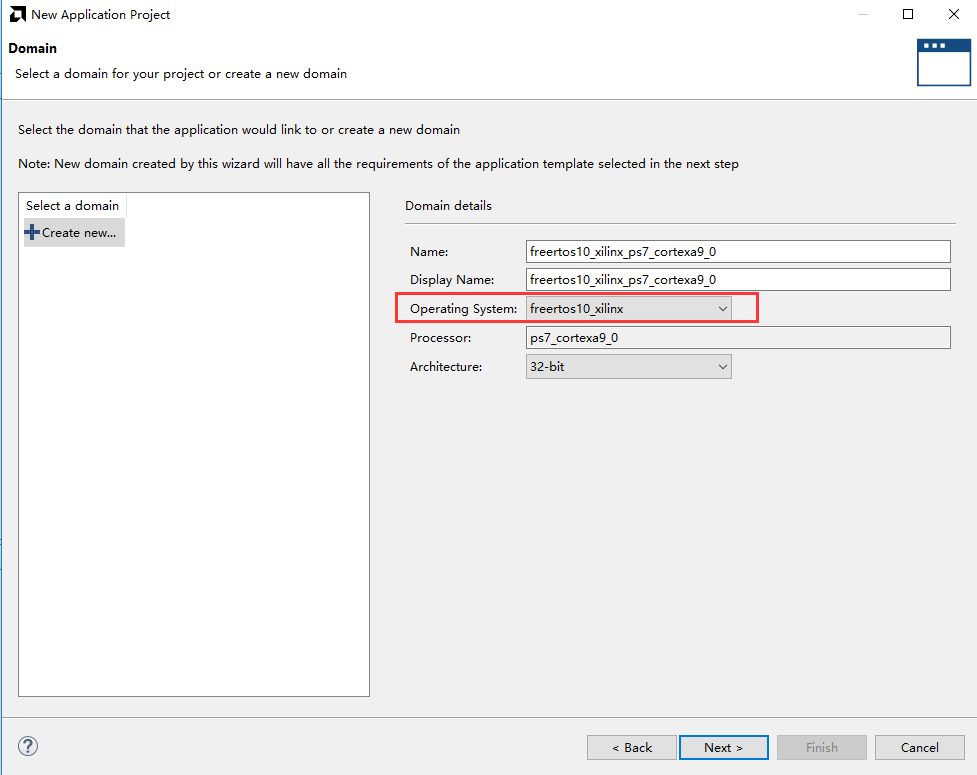 New Application Project
Domain
Select a domain for your project or create a new domain
Select the domain that the application would link to or create a new domain
Note: New domain created by this wizard will have all the requirements of the application template selected in the next step
Select a domain
Create new...
Domain details
Name: freertos10_xilinx_ps7_cortexa9_0
Display Name: freertos10_xilinx_ps7_cortexa9_0
Operating System: freertos10_xilinx
Processor: ps7_cortexa9_0
Architecture: 32-bit
?
< Back Next > Finish Cancel